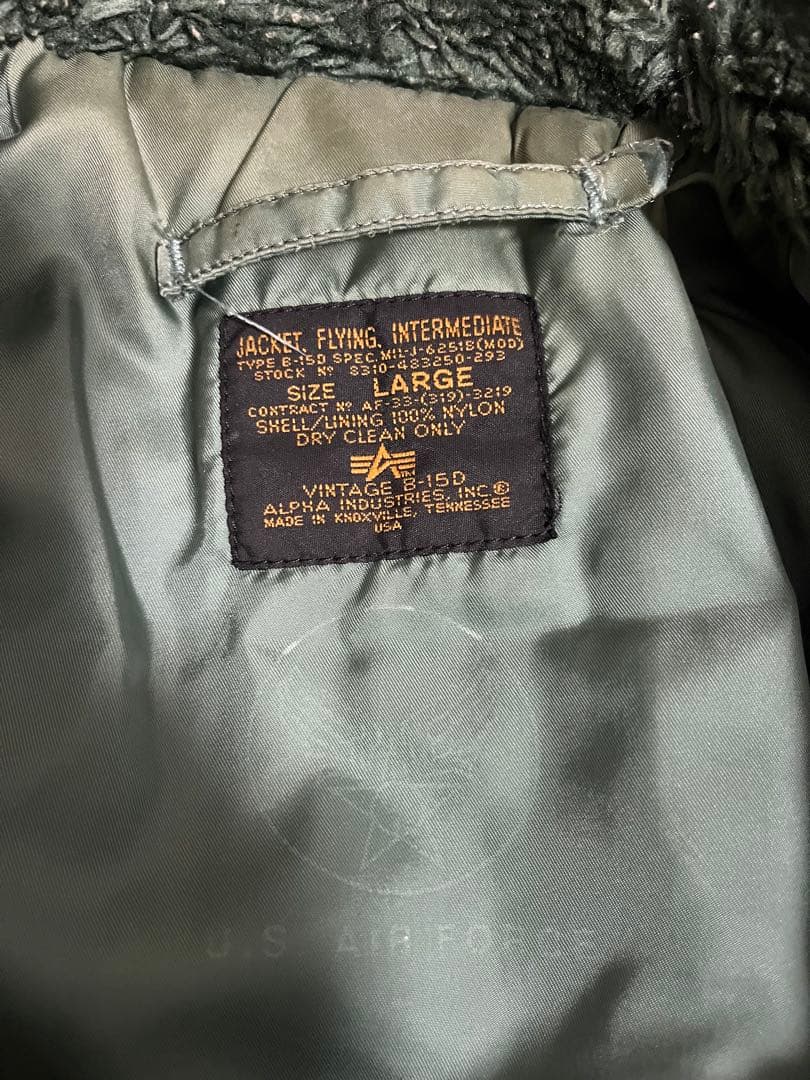 JACKET, FLYING, INTERMEDIATE
TYPE B-15D SPEC. MIL-J-6251B (MOD)
STOCK Nº 8310-483250-293
SIZE LARGE
CONTRACT Nº AF-33-(319)-3219
SHELL/LINING 100% NYLON
DRY CLEAN ONLY
TM
VINTAGE B-15D
ALPHA INDUSTRIES, INC.®
MADE IN KNOXVILLE, TENNESSEE
USA
U.S. AIR FORCE